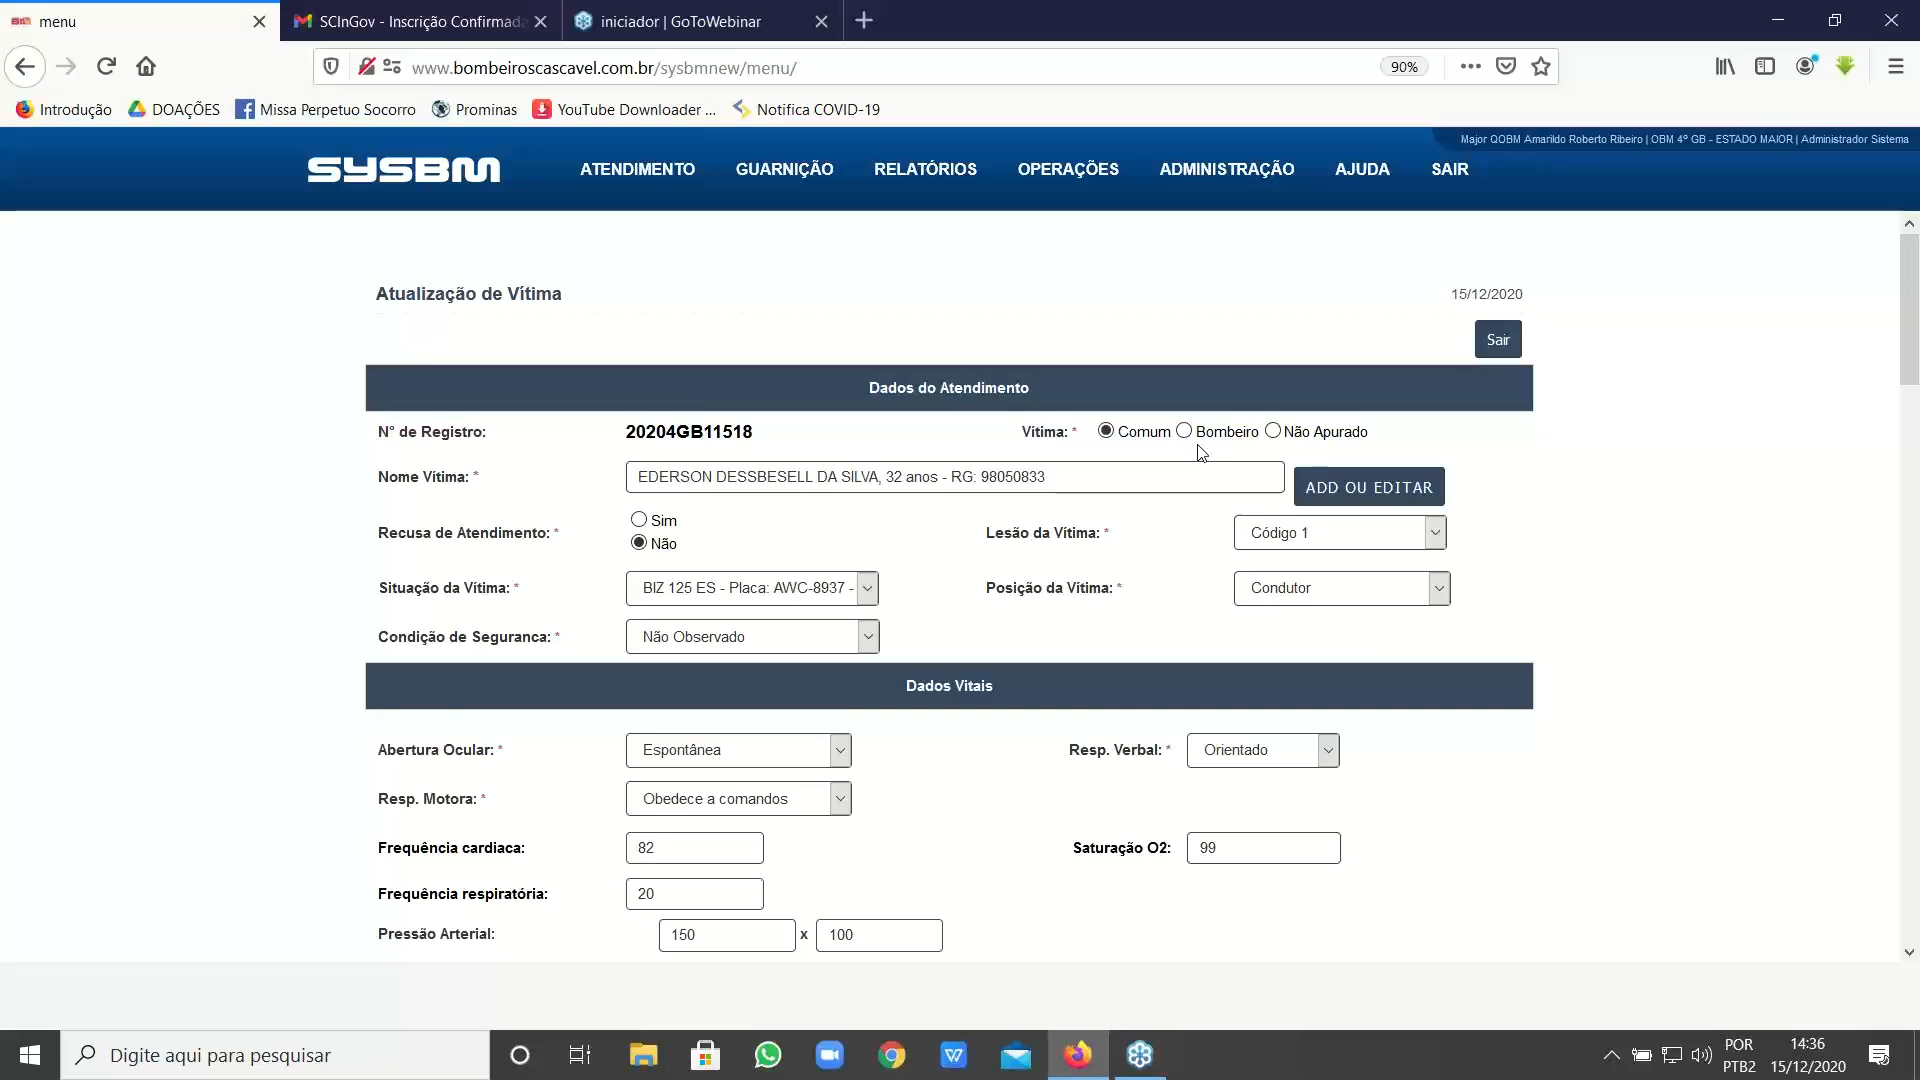 menu
SCInGov - Inscrição Confirmada
iniciador | GoToWebinar
www.bombeiroscascavel.com.br/sysbmnew/menu/
90%
Introdução
DOAÇÕES
Missa Perpetuo Socorro
Prominas
YouTube Downloader ...
Notifica COVID-19
Major QOBM Amarildo Roberto Ribeiro | OBM 4º GB - ESTADO MAIOR | Administrador Sistema
SYSBM
ATENDIMENTO
GUARNIÇÃO
RELATÓRIOS
OPERAÇÕES
ADMINISTRAÇÃO
AJUDA
SAIR
Atualização de Vítima
15/12/2020
Sair
Dados do Atendimento
N° de Registro: 20204GB11518
Vítima: * Comum Bombeiro Não Apurado
Nome Vítima: * EDERSON DESSBESELL DA SILVA, 32 anos - RG: 98050833
ADD OU EDITAR
Recusa de Atendimento: * Sim
Não
Lesão da Vítima: * Código 1
Situação da Vítima: * BIZ 125 ES - Placa: AWC-8937 -
Posição da Vítima: * Condutor
Condição de Seguranca: * Não Observado
Dados Vitais
Abertura Ocular: * Espontânea
Resp. Verbal: * Orientado
Resp. Motora: * Obedece a comandos
Frequência cardiaca: 82
Saturação O2: 99
Frequência respiratória: 20
Pressão Arterial: 150 x 100
Digite aqui para pesquisar
POR
PTB2
14:36
15/12/2020